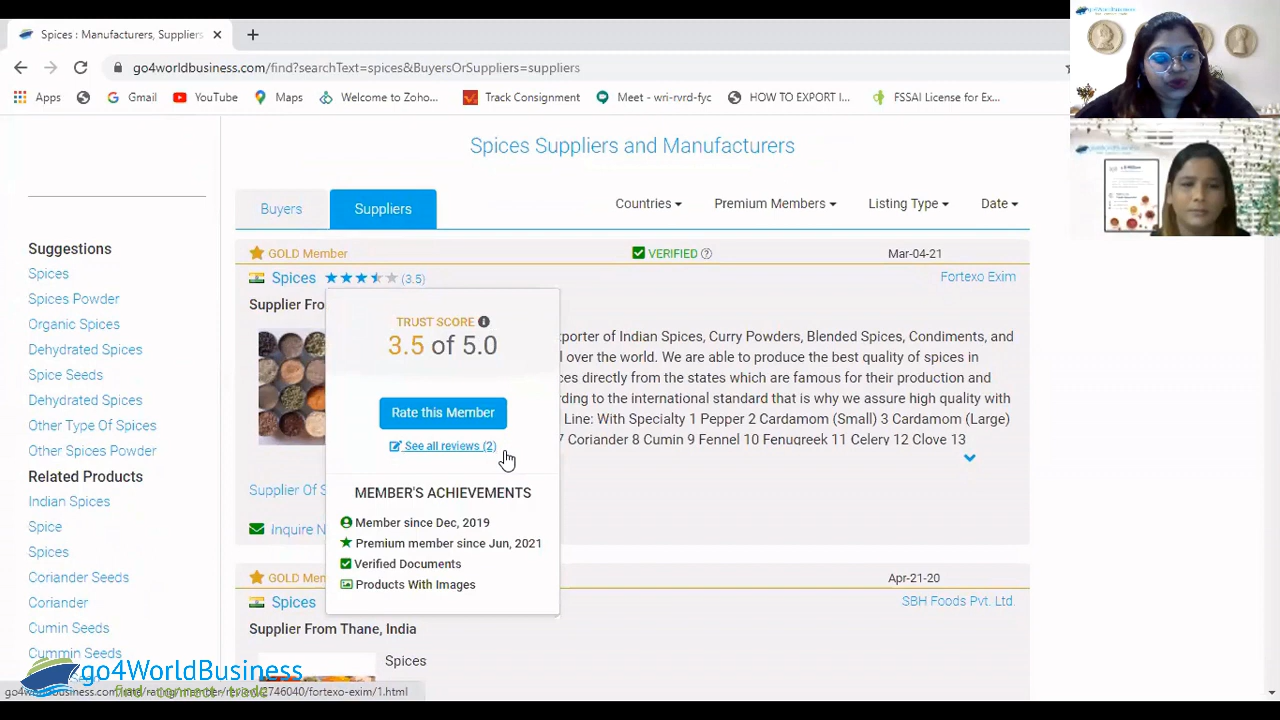 Spices : Manufacturers, Suppliers
go4worldbusiness.com/find?searchText=spices&BuyersOrSuppliers=suppliers
Apps
Gmail
YouTube
Maps
Welcome to Zoho...
Track Consignment
Meet - wri-rvrd-fyc
HOW TO EXPORT I...
FSSAI License for Ex...
Spices Suppliers and Manufacturers
Buyers
Suppliers
Countries
Premium Members
Listing Type
Date
Suggestions
Spices
Spices Powder
Organic Spices
Dehydrated Spices
Spice Seeds
Dehydrated Spices
Other Type Of Spices
Other Spices Powder
Related Products
Indian Spices
Spice
Spices
Coriander Seeds
Coriander
Cumin Seeds
Cummin Seeds
GOLD Member
VERIFIED
Mar-04-21
Spices
(3.5)
Fortexo Exim
Supplier Fro
xporter of Indian Spices, Curry Powders, Blended Spices, Condiments, and
l over the world. We are able to produce the best quality of spices in
ces directly from the states which are famous for their production and
ding to the international standard that is why we assure high quality with
Line: With Specialty 1 Pepper 2 Cardamom (Small) 3 Cardamom (Large)
7 Coriander 8 Cumin 9 Fennel 10 Fenugreek 11 Celery 12 Clove 13
Supplier Of S
Inquire N
TRUST SCORE
3.5 of 5.0
Rate this Member
See all reviews (2)
MEMBER'S ACHIEVEMENTS
Member since Dec, 2019
Premium member since Jun, 2021
Verified Documents
Products With Images
GOLD Mem
Apr-21-20
Spices
SBH Foods Pvt. Ltd.
Supplier From Thane, India
Spices
go4WorldBusiness